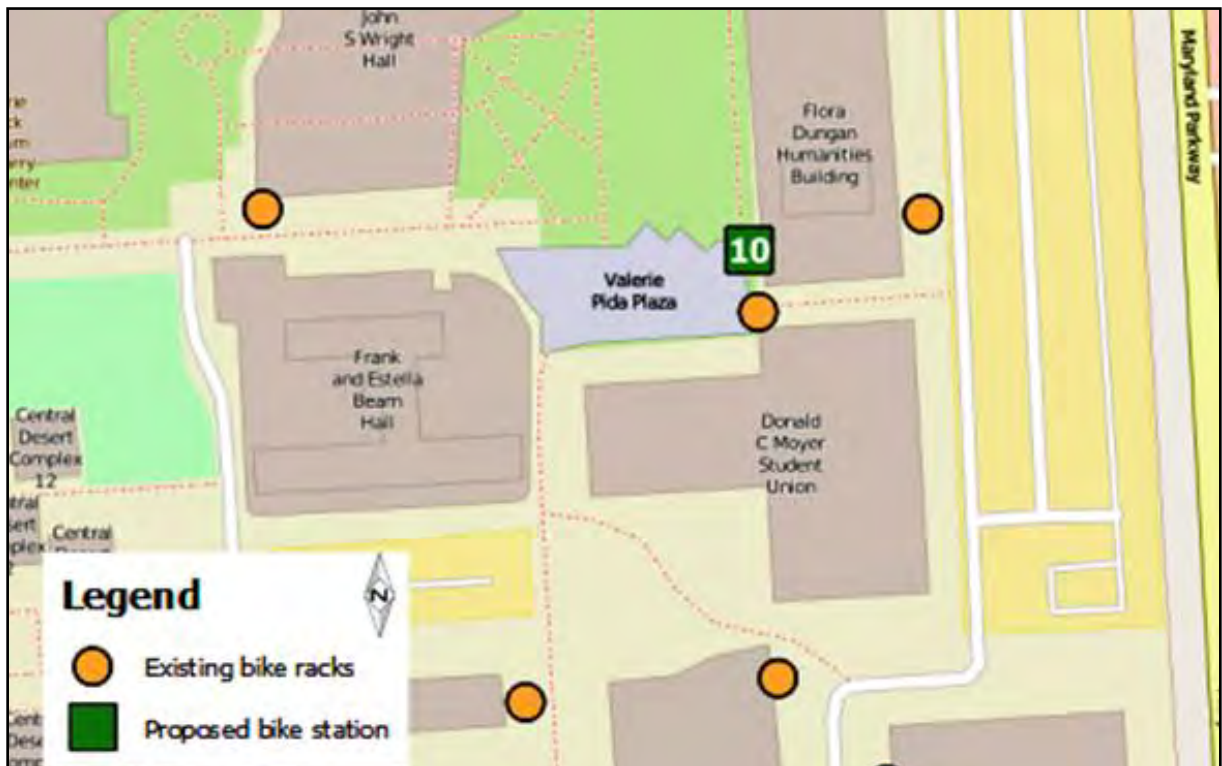 John
S Wright
Hall
Flora
Dungan
Humanities
Building
Maryland Parkway
10
Valerie
Pida Plaza
Frank
and Estella
Beam
Hall
Donald
C Moyer
Student
Union
Central
Desert
Complex
12
Central
Legend
N
Existing bike racks
Proposed bike station